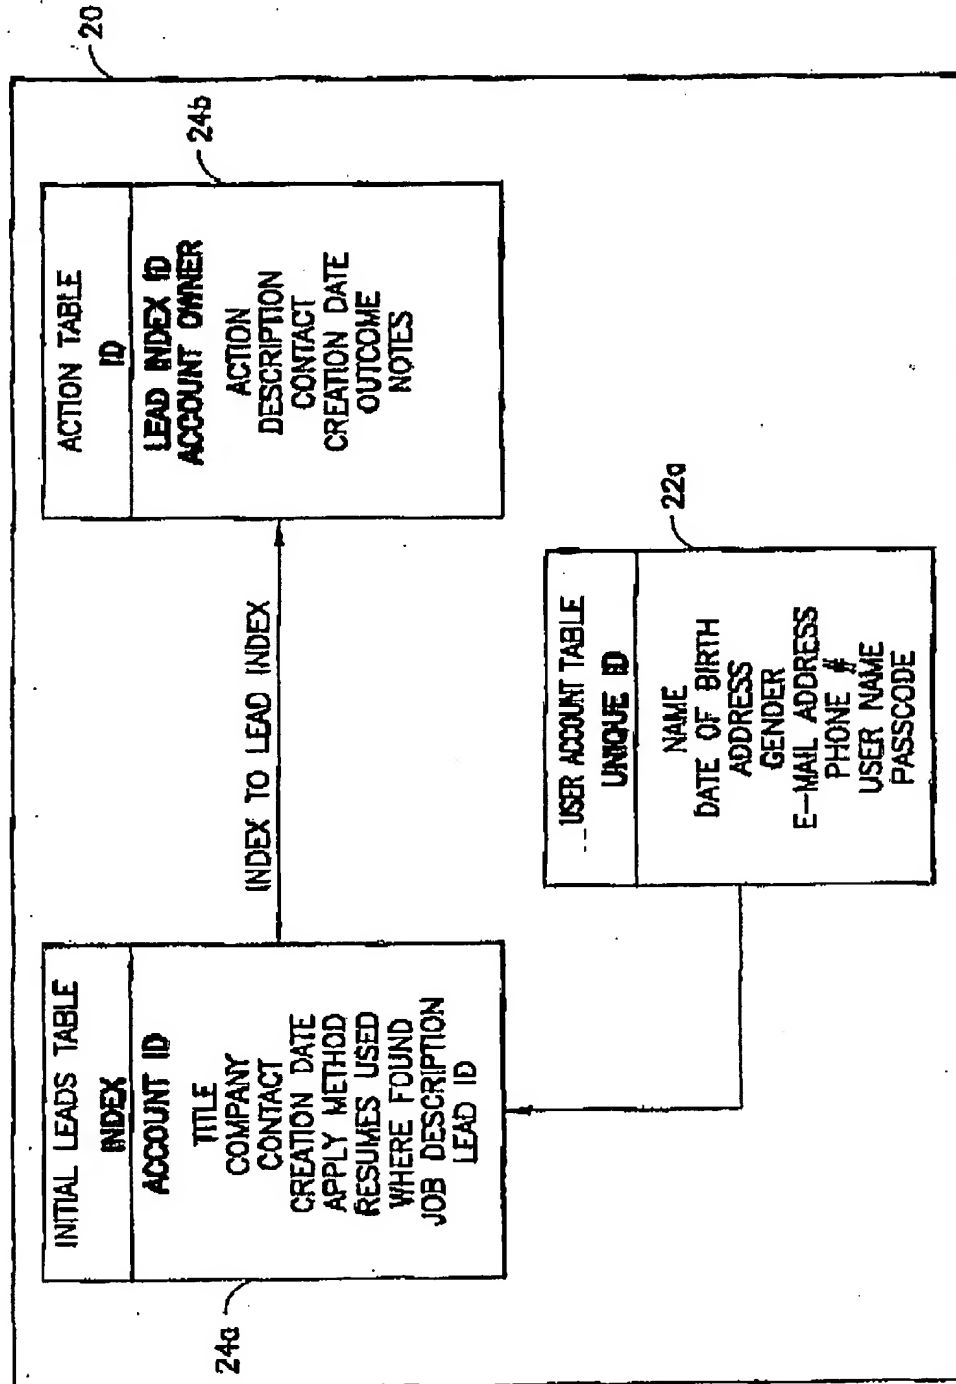 20
INITIAL LEADS TABLE
INDEX
ACCOUNT ID
TITLE
COMPANY
CONTACT
CREATION DATE
APPLY METHOD
RESUMES USED
WHERE FOUND
JOB DESCRIPTION
LEAD ID
24a
INDEX TO LEAD INDEX
ACTION TABLE
ID
LEAD INDEX ID
ACCOUNT OWNER
ACTION
DESCRIPTION
CONTACT
CREATION DATE
OUTCOME
NOTES
24b
USER ACCOUNT TABLE
UNIQUE ID
NAME
DATE OF BIRTH
ADDRESS
GENDER
E-MAIL ADDRESS
PHONE #
USER NAME
PASSCODE
22a